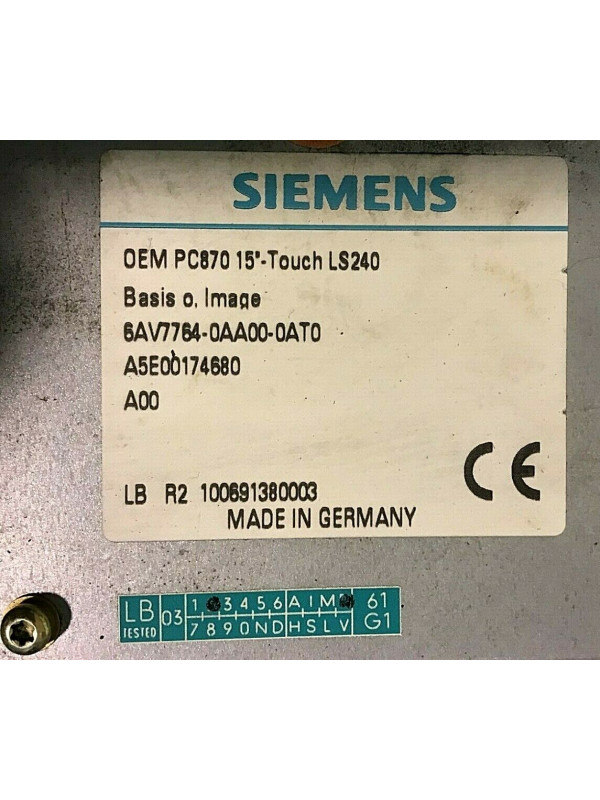 SIEMENS
OEM PC870 15"-Touch LS240
Basis o. Image
6AV7764-0AA00-0AT0
A5E00174680
A00
CE
LB R2 100691380003
MADE IN GERMANY
LB TESTED 03
1 3 4 5 6 A I M
7 8 9 0 N D H S L V
61
G1